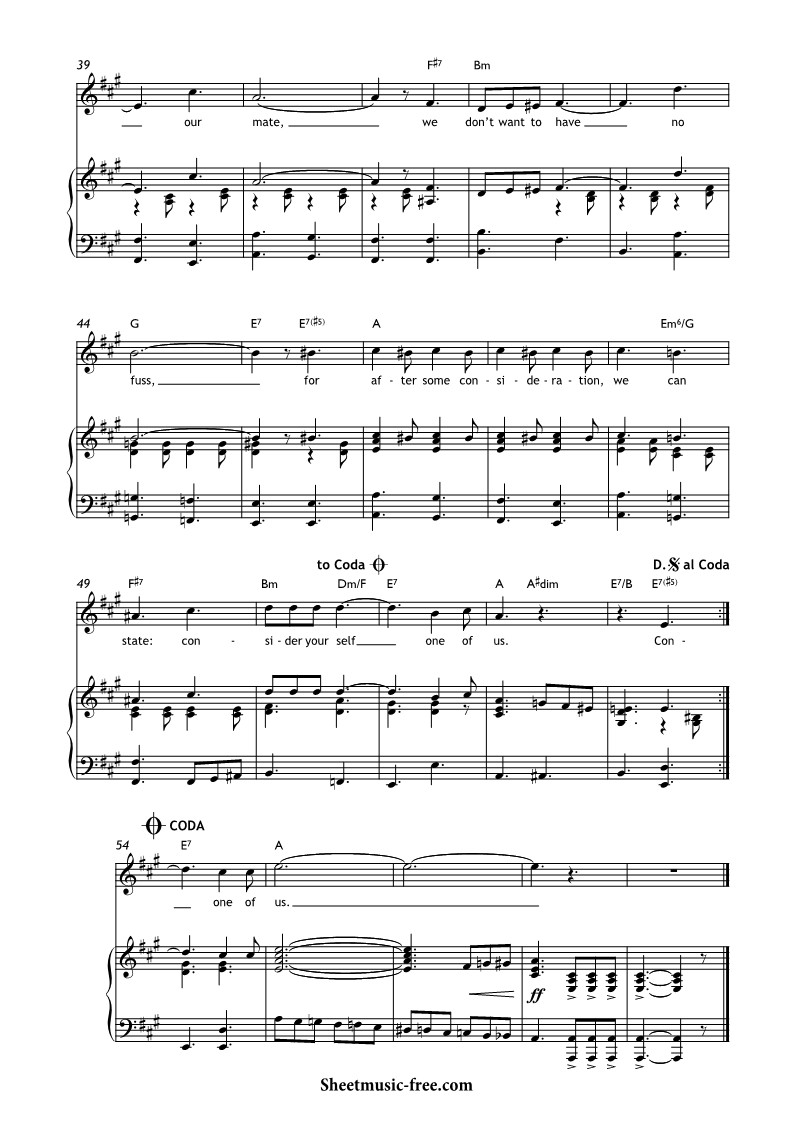 39
F♯7 Bm
our mate, we don't want to have no
44
G E7 E7(♯5) A Em6/G
fuss, for af - ter some con - si - de - ra - tion, we can
to Coda D.𝄋 al Coda
49
F♯7 Bm Dm/F E7 A A♯dim E7/B E7(♯5)
state: con - si - der your self one of us. Con -
CODA
54
E7 A
one of us.
ff
Sheetmusic-free.com